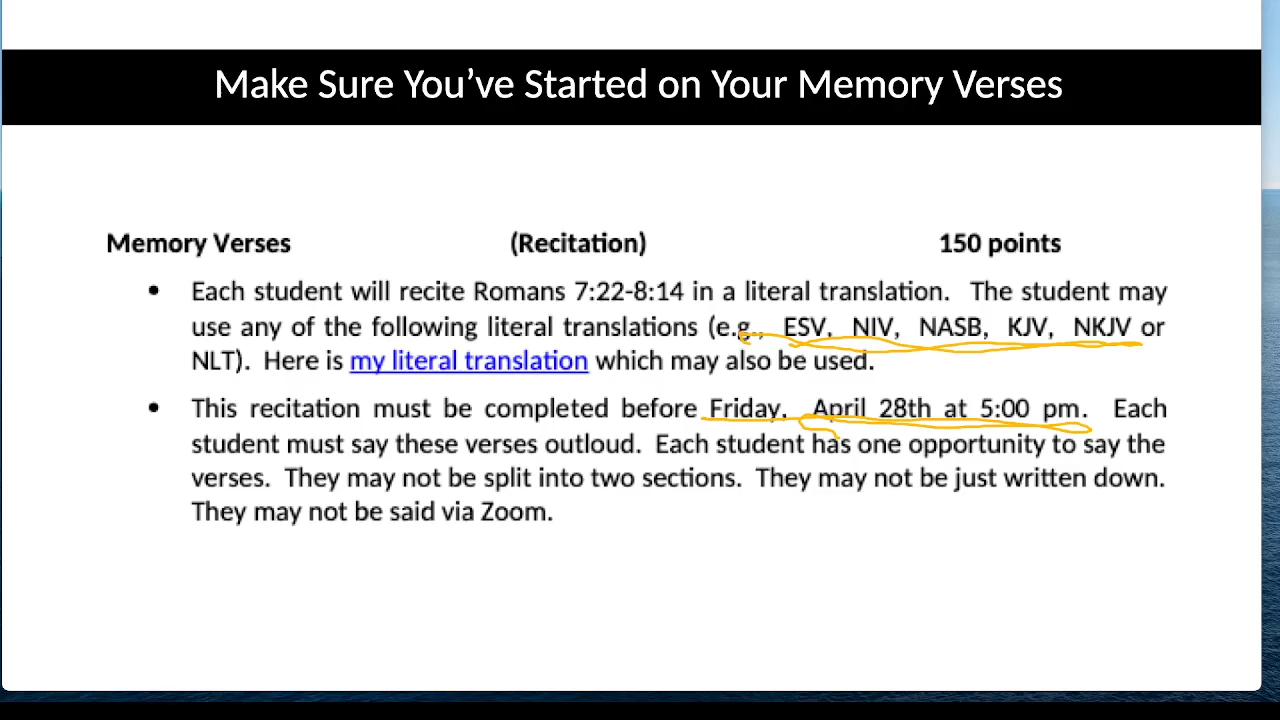 Make Sure You’ve Started on Your Memory Verses
Memory Verses (Recitation) 150 points
• Each student will recite Romans 7:22-8:14 in a literal translation. The student may
use any of the following literal translations (e.g., ESV, NIV, NASB, KJV, NKJV or
NLT). Here is my literal translation which may also be used.
• This recitation must be completed before Friday, April 28th at 5:00 pm. Each
student must say these verses outloud. Each student has one opportunity to say the
verses. They may not be split into two sections. They may not be just written down.
They may not be said via Zoom.